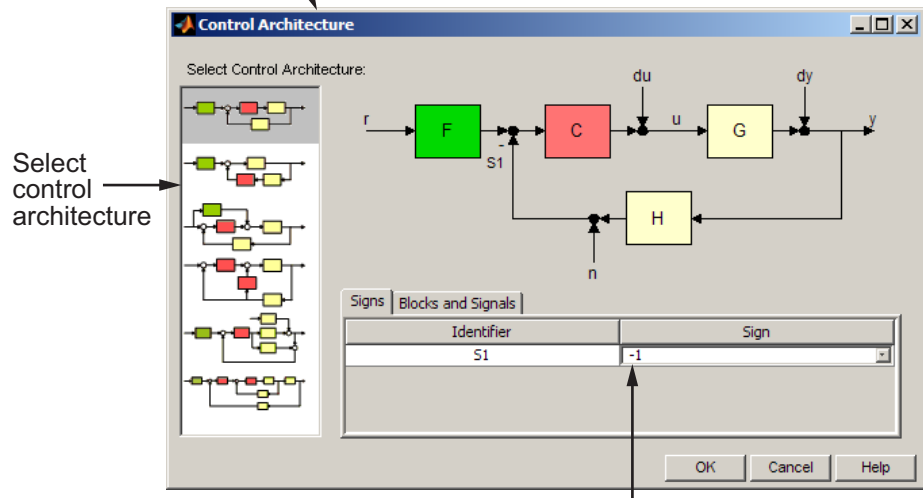 Control Architecture
Select Control Architecture:
Select
control
architecture
r
F
-
S1
C
du
u
G
dy
y
H
n
Signs
Blocks and Signals
Identifier
Sign
S1
-1
OK
Cancel
Help